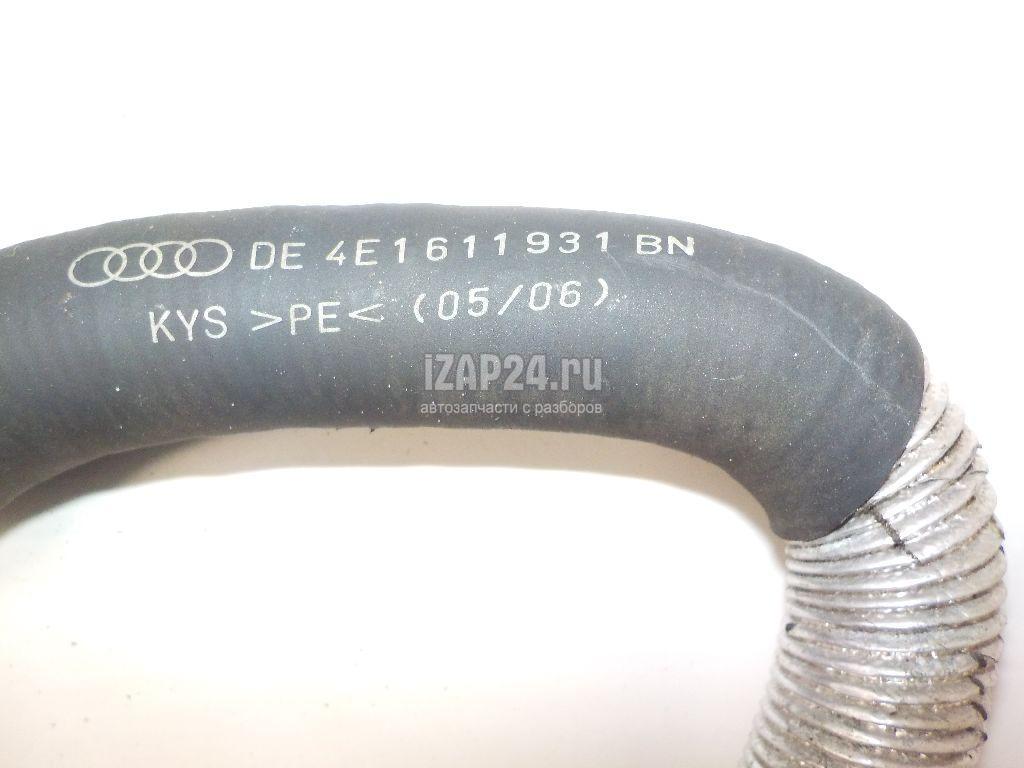 DE 4E1611931 BN
KYS >PE< (05/06)
iZAP24.ru
автозапчасти с разборов